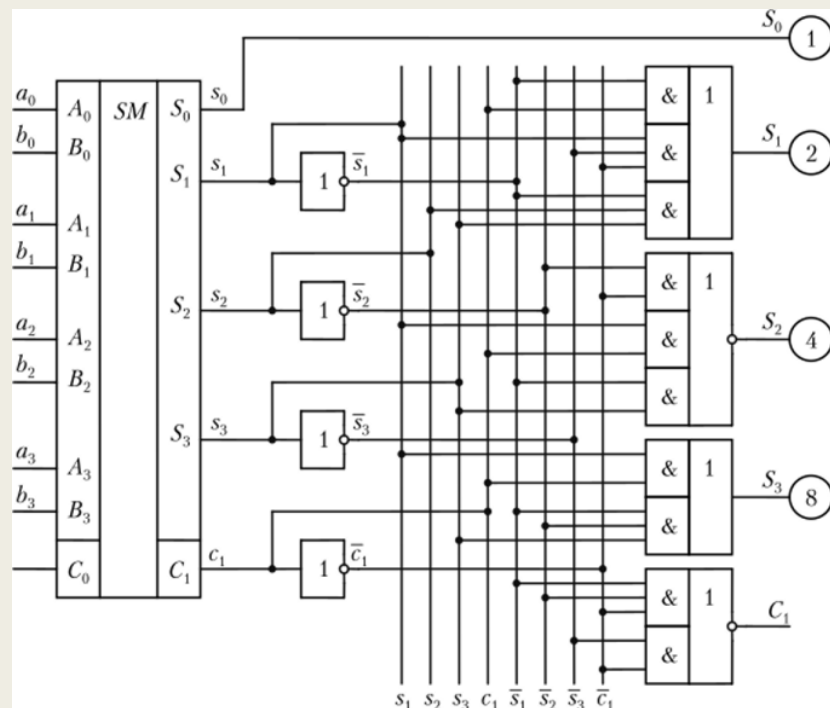 S₀ 1
a₀ A₀ SM S₀ s₀ & 1
b₀ B₀ & S₁ 2
S₁ s₁ 1 s̅₁
a₁ A₁ &
b₁ B₁
S₂ s₂ 1 s̅₂ & 1
a₂ A₂ & S₂ 4
b₂ B₂ &
S₃ s₃ 1 s̅₃
a₃ A₃ & 1
b₃ B₃ & S₃ 8
C₀ C₁ c₁ 1 c̅₁ & 1
& C₁
s₁ s₂ s₃ c₁ s̅₁ s̅₂ s̅₃ c̅₁